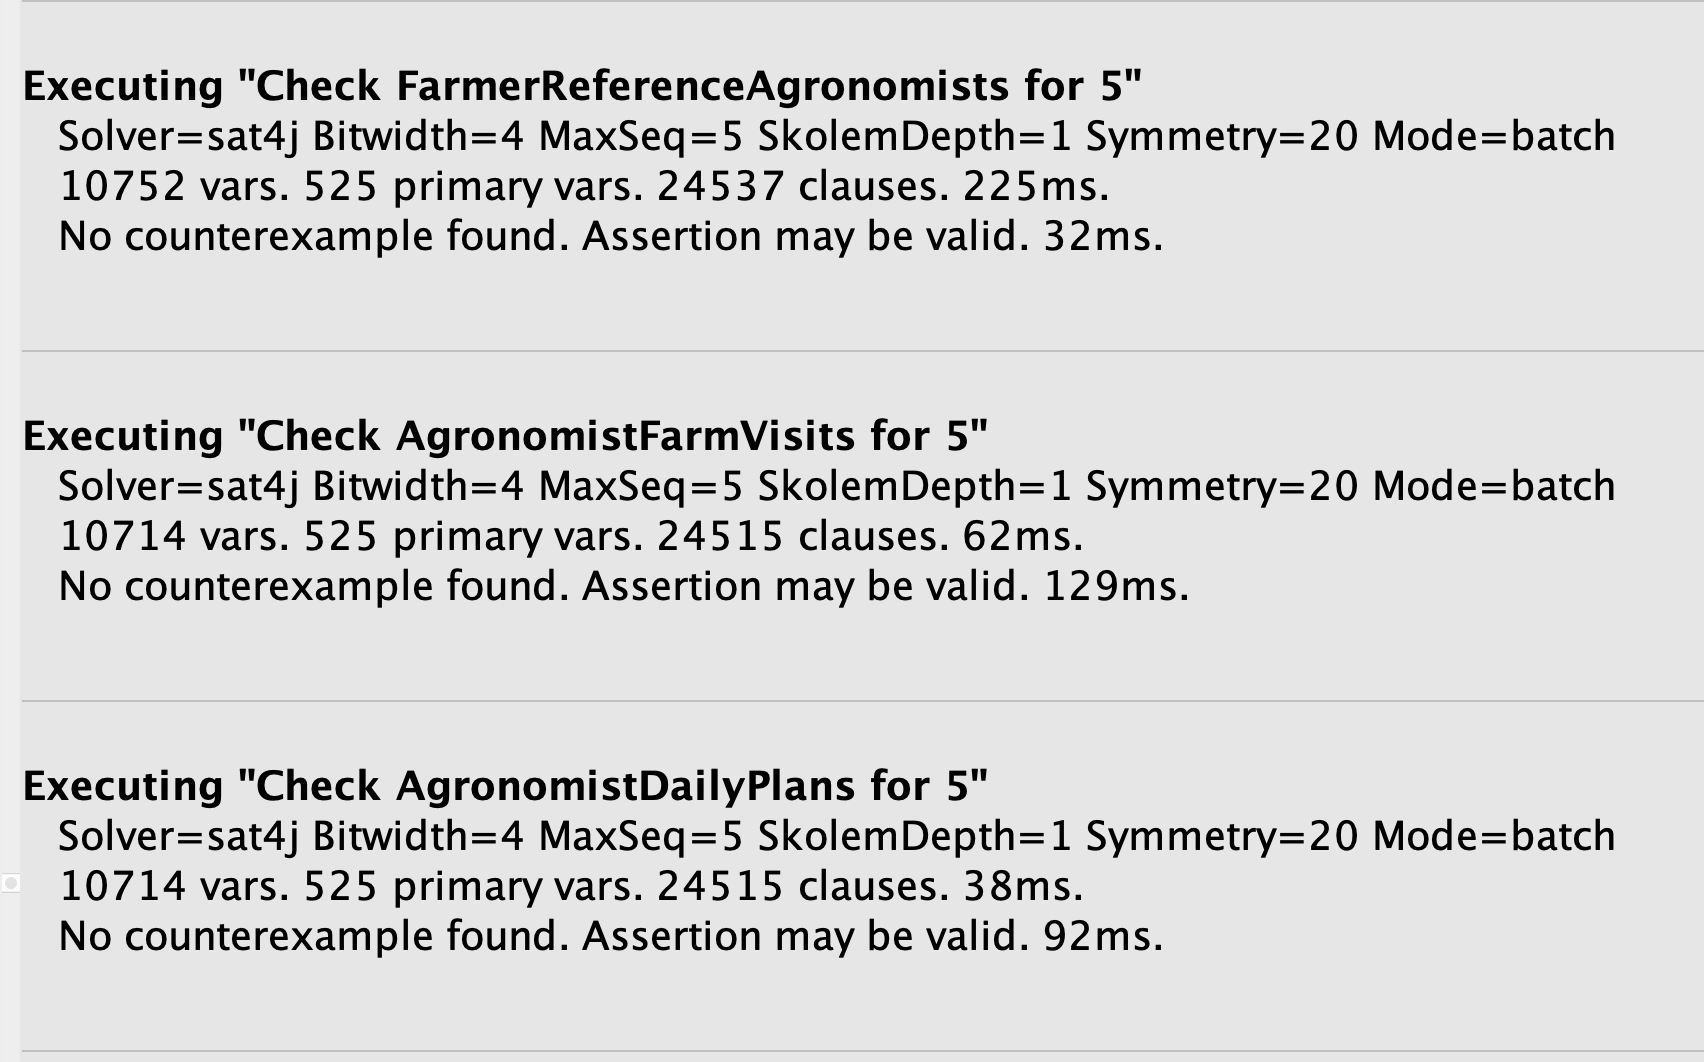 Executing "Check FarmerReferenceAgronomists for 5"
Solver=sat4j Bitwidth=4 MaxSeq=5 SkolemDepth=1 Symmetry=20 Mode=batch
10752 vars. 525 primary vars. 24537 clauses. 225ms.
No counterexample found. Assertion may be valid. 32ms.
Executing "Check AgronomistFarmVisits for 5"
Solver=sat4j Bitwidth=4 MaxSeq=5 SkolemDepth=1 Symmetry=20 Mode=batch
10714 vars. 525 primary vars. 24515 clauses. 62ms.
No counterexample found. Assertion may be valid. 129ms.
Executing "Check AgronomistDailyPlans for 5"
Solver=sat4j Bitwidth=4 MaxSeq=5 SkolemDepth=1 Symmetry=20 Mode=batch
10714 vars. 525 primary vars. 24515 clauses. 38ms.
No counterexample found. Assertion may be valid. 92ms.